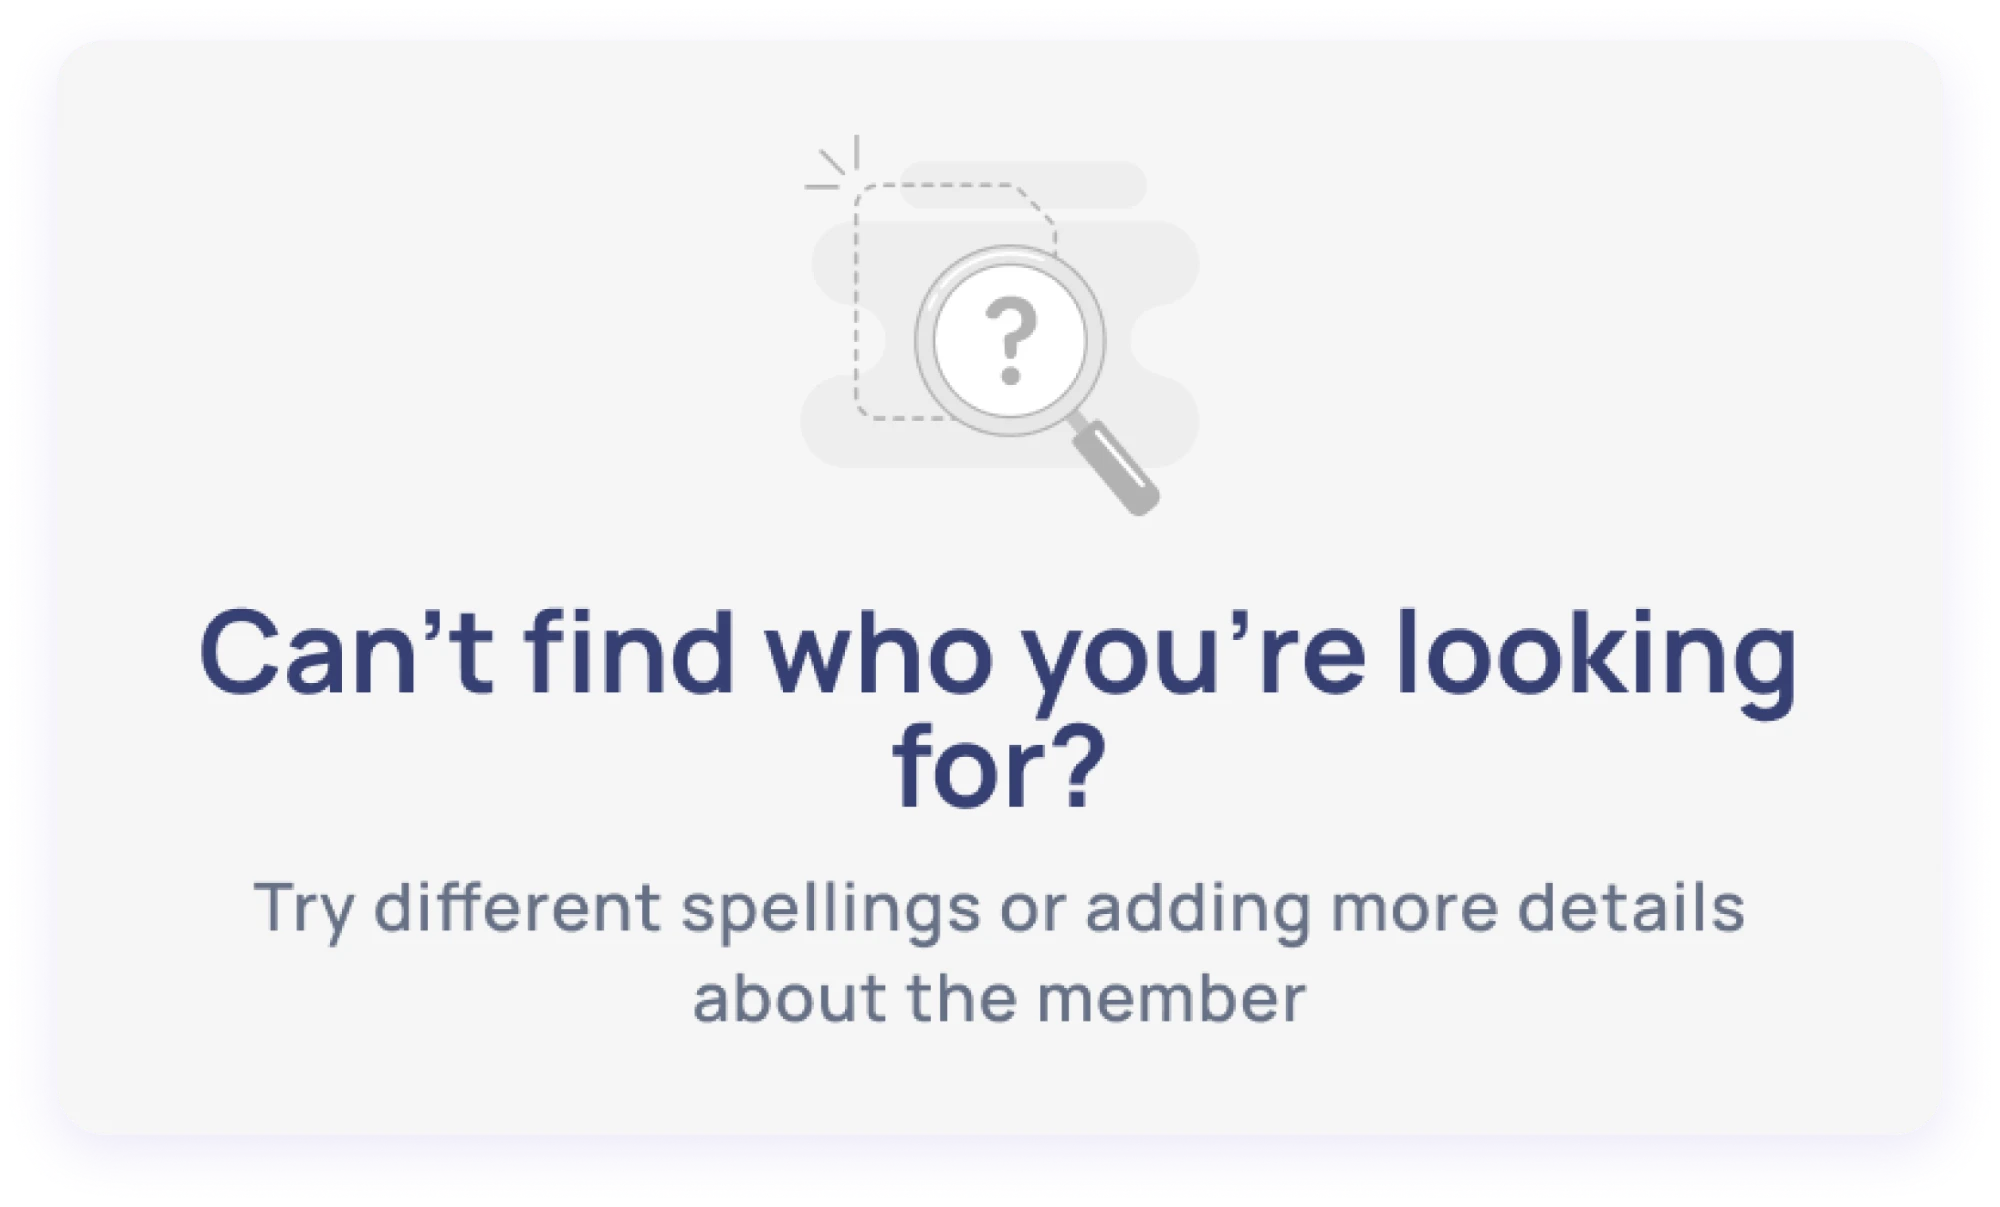 ?
Can’t find who you’re looking
for?
Try different spellings or adding more details
about the member